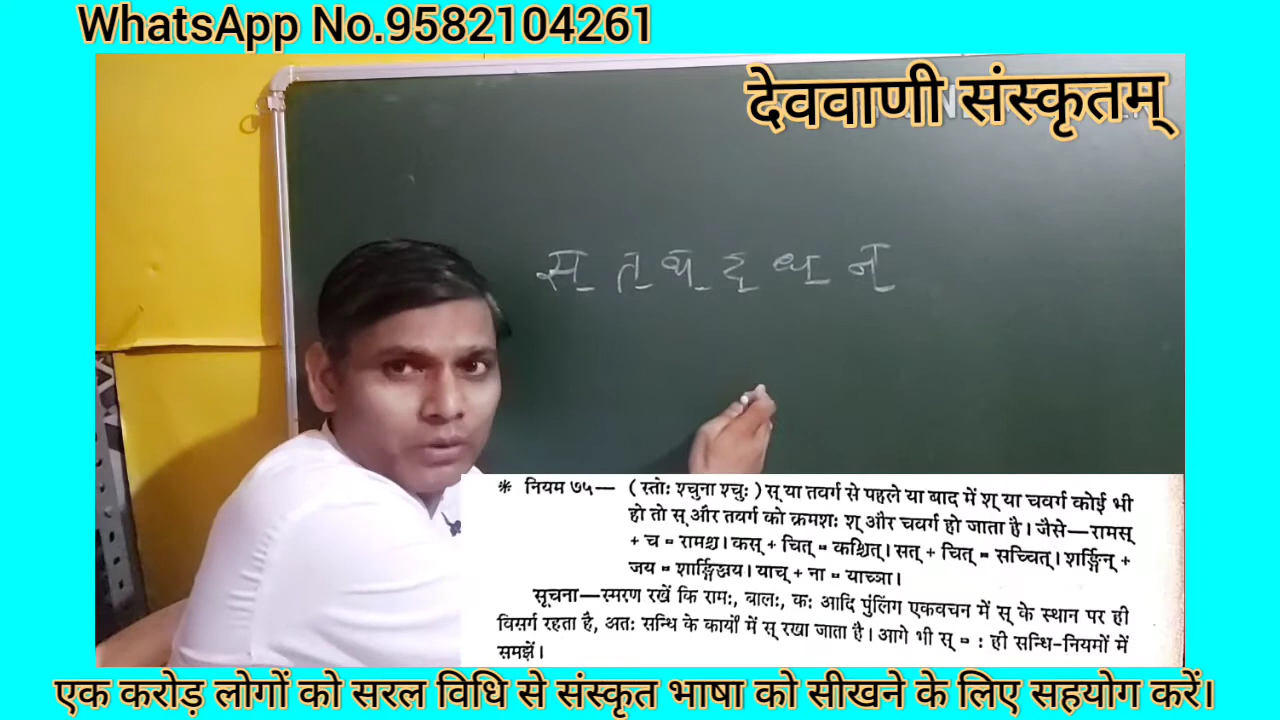 WhatsApp No.9582104261
देववाणी संस्कृतम्
स् त् थ् द् ध् न्
* नियम ७५— (स्तोः श्चुना श्चुः) स् या तवर्ग से पहले या बाद में श् या चवर्ग कोई भी
हो तो स् और तवर्ग को क्रमशः श् और चवर्ग हो जाता है। जैसे—रामस्
+ च = रामश्च। कस् + चित् = कश्चित्। सत् + चित् = सच्चित्। शार्ङ्गिन् +
जय = शार्ङ्गिञ्जय। याच् + ना = याच्ञा।
सूचना—स्मरण रखें कि रामः, बालः, कः आदि पुंलिंग एकवचन में स् के स्थान पर ही
विसर्ग रहता है, अतः सन्धि के कार्यों में स् रखा जाता है। आगे भी स् = : ही सन्धि-नियमों में
समझें।
एक करोड़ लोगों को सरल विधि से संस्कृत भाषा को सीखने के लिए सहयोग करें।